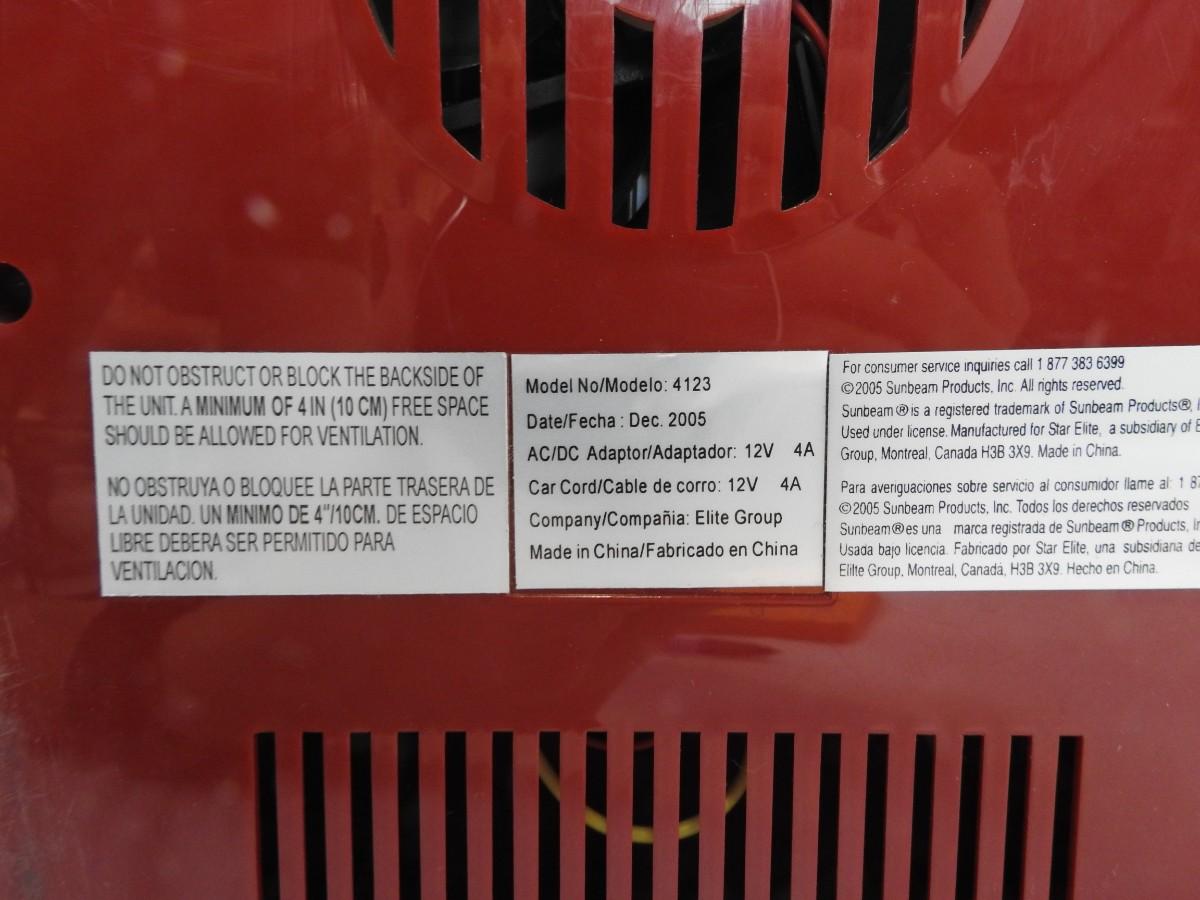 DO NOT OBSTRUCT OR BLOCK THE BACKSIDE OF
THE UNIT. A MINIMUM OF 4 IN (10 CM) FREE SPACE
SHOULD BE ALLOWED FOR VENTILATION.
NO OBSTRUYA O BLOQUEE LA PARTE TRASERA DE
LA UNIDAD. UN MINIMO DE 4"/10CM. DE ESPACIO
LIBRE DEBERA SER PERMITIDO PARA
VENTILACION.
Model No/Modelo: 4123
Date/Fecha : Dec. 2005
AC/DC Adaptor/Adaptador: 12V 4A
Car Cord/Cable de corro: 12V 4A
Company/Compañia: Elite Group
Made in China/Fabricado en China
For consumer service inquiries call 1 877 383 6399
©2005 Sunbeam Products, Inc. All rights reserved.
Sunbeam ® is a registered trademark of Sunbeam Products®,
Used under license. Manufactured for Star Elite, a subsidiary of
Group, Montreal, Canada H3B 3X9. Made in China.
Para averiguaciones sobre servicio al consumidor llame al: 1
©2005 Sunbeam Products, Inc. Todos los derechos reservados
Sunbeam ® es una marca registrada de Sunbeam ® Products,
Usada bajo licencia. Fabricado por Star Elite, una subsidiaria de
Elilte Group, Montreal, Canadá, H3B 3X9. Hecho en China.